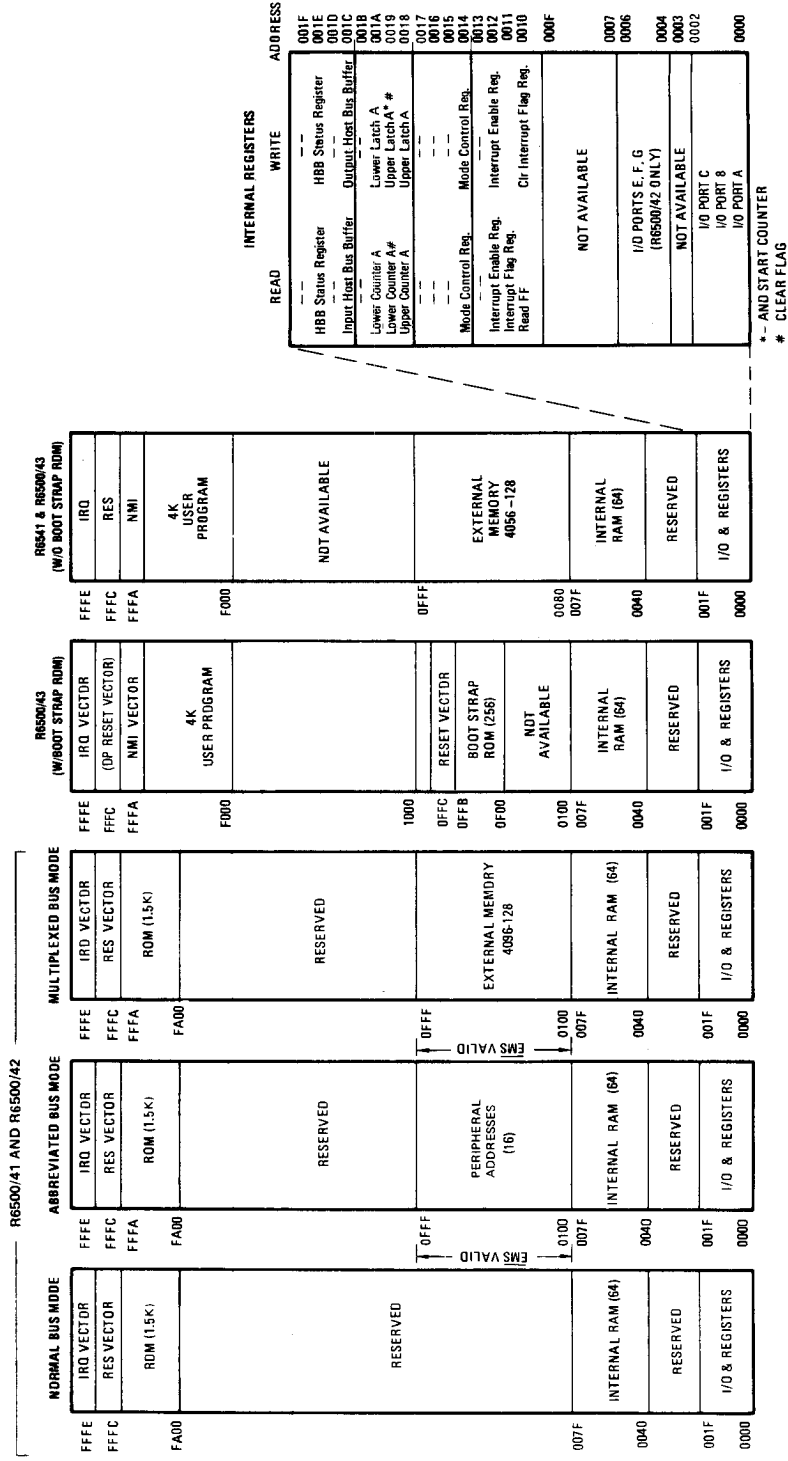 R6500/41 AND R6500/42
NORMAL BUS MODE
FFFE IRQ VECTOR
FFFC RES VECTOR
FFFA
ROM (1.5K)
FA00
RESERVED
007F
INTERNAL RAM (64)
0040
RESERVED
001F
I/O & REGISTERS
0000
ABBREVIATED BUS MODE
FFFE IRQ VECTOR
FFFC RES VECTOR
FFFA
ROM (1.5K)
FA00
RESERVED
0FFF
EMS VALID
PERIPHERAL
ADDRESSES
(16)
0100
007F
INTERNAL RAM (64)
0040
RESERVED
001F
I/O & REGISTERS
0000
MULTIPLEXED BUS MODE
FFFE IRQ VECTOR
FFFC RES VECTOR
FFFA
ROM (1.5K)
FA00
RESERVED
0FFF
EMS VALID
EXTERNAL MEMORY
4096-128
0100
007F
INTERNAL RAM (64)
0040
RESERVED
001F
I/O & REGISTERS
0000
R6500/43
(W/BOOT STRAP ROM)
FFFE IRQ VECTOR
FFFC (OP RESET VECTOR)
FFFA NMI VECTOR
4K
USER PROGRAM
F000
1000
0FFC RESET VECTOR
0FFB
BOOT STRAP
ROM (256)
0F00
NOT
AVAILABLE
0100
007F
INTERNAL
RAM (64)
0040
RESERVED
001F
I/O & REGISTERS
0000
R6541 & R6500/43
(W/O BOOT STRAP ROM)
FFFE IRQ
FFFC RES
FFFA NMI
4K
USER
PROGRAM
F000
NOT AVAILABLE
0FFF
EXTERNAL
MEMORY
4056 -128
0080
007F
INTERNAL
RAM (64)
0040
RESERVED
001F
I/O & REGISTERS
0000
INTERNAL REGISTERS
READ WRITE ADDRESS
-- -- 001F
HBB Status Register HBB Status Register 001E
-- -- 001D
Input Host Bus Buffer Output Host Bus Buffer 001C
-- -- 001B
Lower Counter A Lower Latch A 001A
Lower Counter A# Upper Latch A* # 0019
Upper Counter A Upper Latch A 0018
-- -- 0017
-- -- 0016
-- -- 0015
Mode Control Reg. Mode Control Reg. 0014
-- -- 0013
Interrupt Enable Reg. Interrupt Enable Reg. 0012
Interrupt Flag Reg. 0011
Read FF Clr Interrupt Flag Reg. 0010
000F
NOT AVAILABLE
0007
0006
I/O PORTS E, F, G
(R6500/42 ONLY)
0004
NOT AVAILABLE 0003
0002
I/O PORT C
I/O PORT B
I/O PORT A 0000
* - AND START COUNTER
# CLEAR FLAG